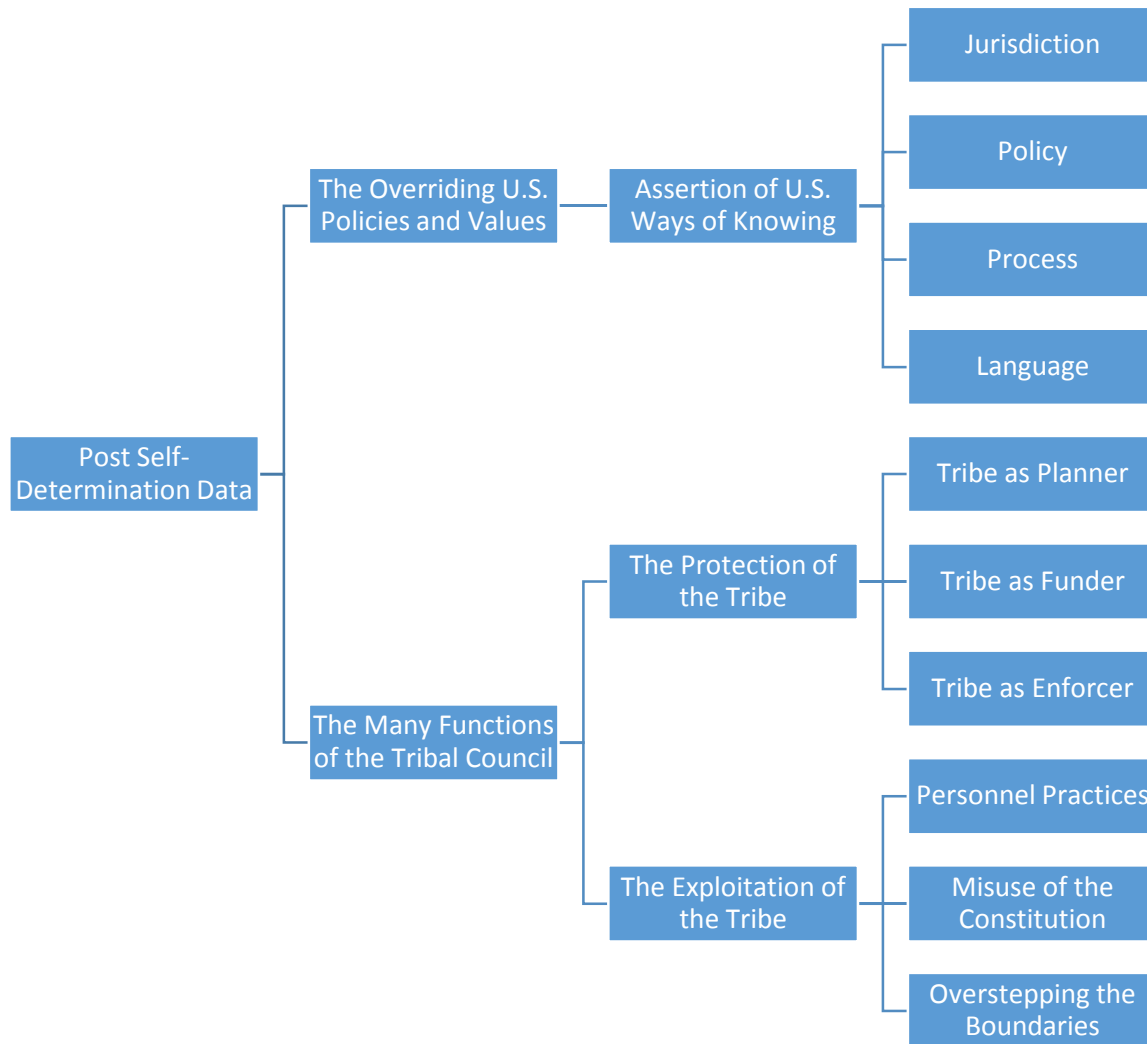 Jurisdiction
Policy
The Overriding U.S.
Policies and Values
Assertion of U.S.
Ways of Knowing
Process
Language
Post Self-
Determination Data
Tribe as Planner
The Protection of
the Tribe
Tribe as Funder
Tribe as Enforcer
The Many Functions
of the Tribal Council
Personnel Practices
The Exploitation of
the Tribe
Misuse of the
Constitution
Overstepping the
Boundaries